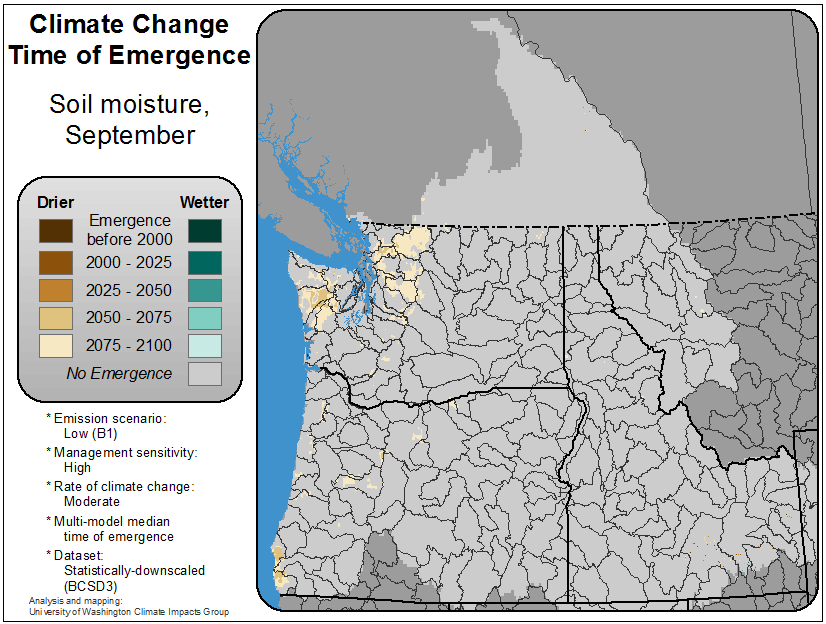 Climate Change
Time of Emergence
Soil moisture,
September
Drier Wetter
Emergence
before 2000
2000 - 2025
2025 - 2050
2050 - 2075
2075 - 2100
No Emergence
* Emission scenario:
Low (B1)
* Management sensitivity:
High
* Rate of climate change:
Moderate
* Multi-model median
time of emergence
* Dataset:
Statistically-downscaled
(BCSD3)
Analysis and mapping:
University of Washington Climate Impacts Group